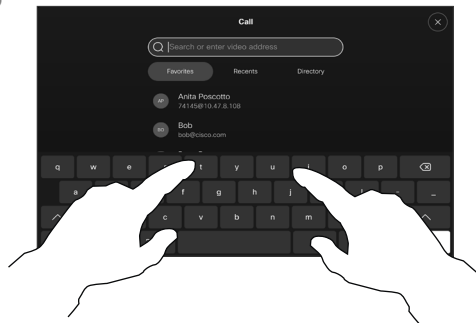 Call
Search or enter video address
Favorites Recents Directory
AP Anita Poscotto
74145@10.47.8.108
BO Bob
bob@cisco.com
q w e t y u o p
a f g h j _
c v b n m